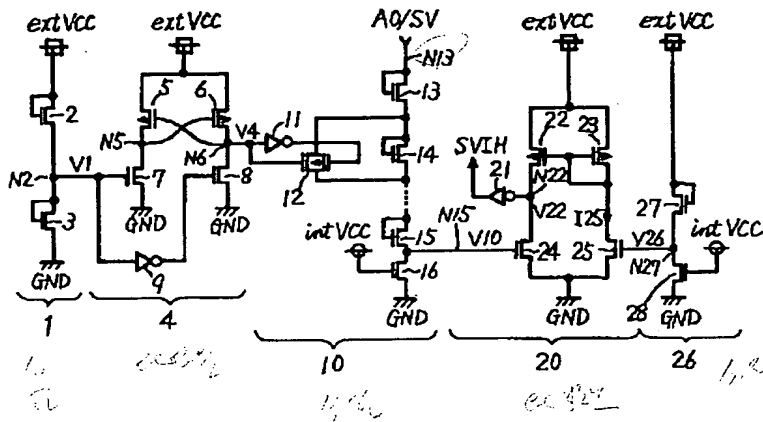 extVCC
extVCC
A0/SV
extVCC
extVCC
N13
2
5
6
11
13
22
23
N5
N6
V4
14
SVIH
21
N22
N2
V1
7
8
12
V22
I25
27
intVCC
3
intVCC
15
N15
V10
24
25
V26
N27
GND
GND
16
28
GND
9
GND
GND
GND
1
4
10
20
26